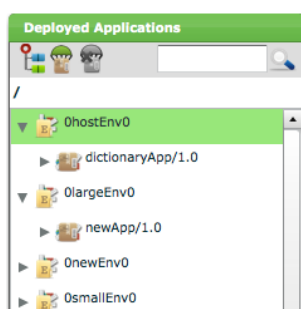 Deployed Applications
/
0hostEnv0
dictionaryApp/1.0
0largeEnv0
newApp/1.0
0newEnv0
0smallEnv0